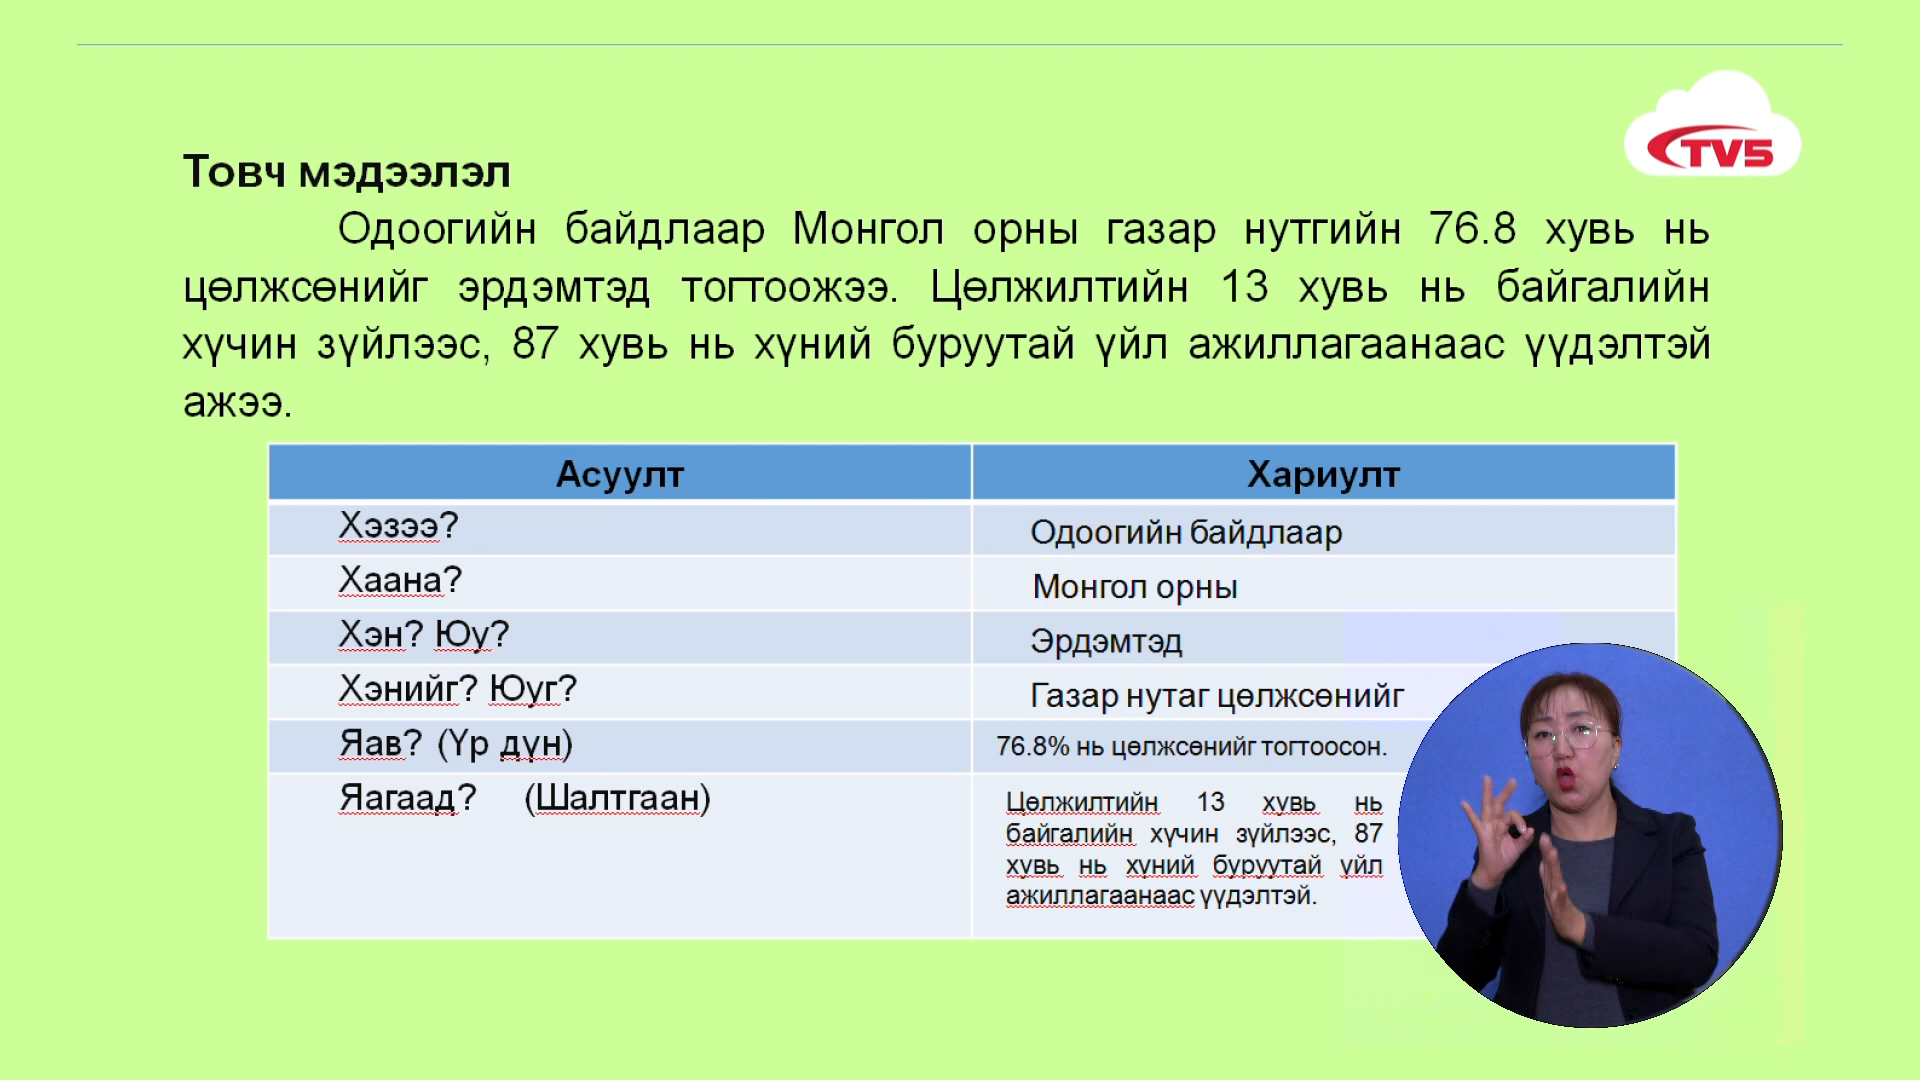 TV5
Товч мэдээлэл
Одоогийн байдлаар Монгол орны газар нутгийн 76.8 хувь нь
цөлжсөнийг эрдэмтэд тогтоожээ. Цөлжилтийн 13 хувь нь байгалийн
хүчин зүйлээс, 87 хувь нь хүний буруутай үйл ажиллагаанаас үүдэлтэй
ажээ.
Асуулт Хариулт
Хэзээ? Одоогийн байдлаар
Хаана? Монгол орны
Хэн? Юу? Эрдэмтэд
Хэнийг? Юуг? Газар нутаг цөлжсөнийг
Яав? (Үр дүн) 76.8% нь цөлжсөнийг тогтоосон.
Яагаад? (Шалтгаан) Цөлжилтийн 13 хувь нь
байгалийн хүчин зүйлээс, 87
хувь нь хүний буруутай үйл
ажиллагаанаас үүдэлтэй.